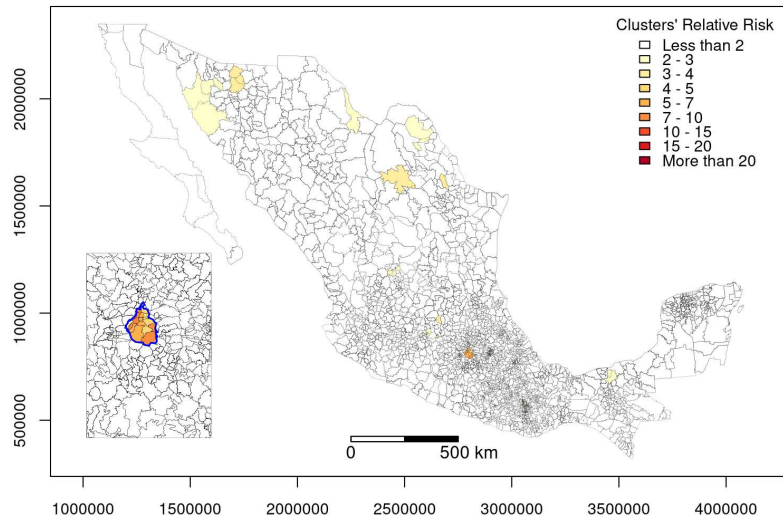 Clusters' Relative Risk
Less than 2
2 - 3
3 - 4
4 - 5
5 - 7
7 - 10
10 - 15
15 - 20
More than 20
2000000
1500000
1000000
500000
0 500 km
1000000 1500000 2000000 2500000 3000000 3500000 4000000